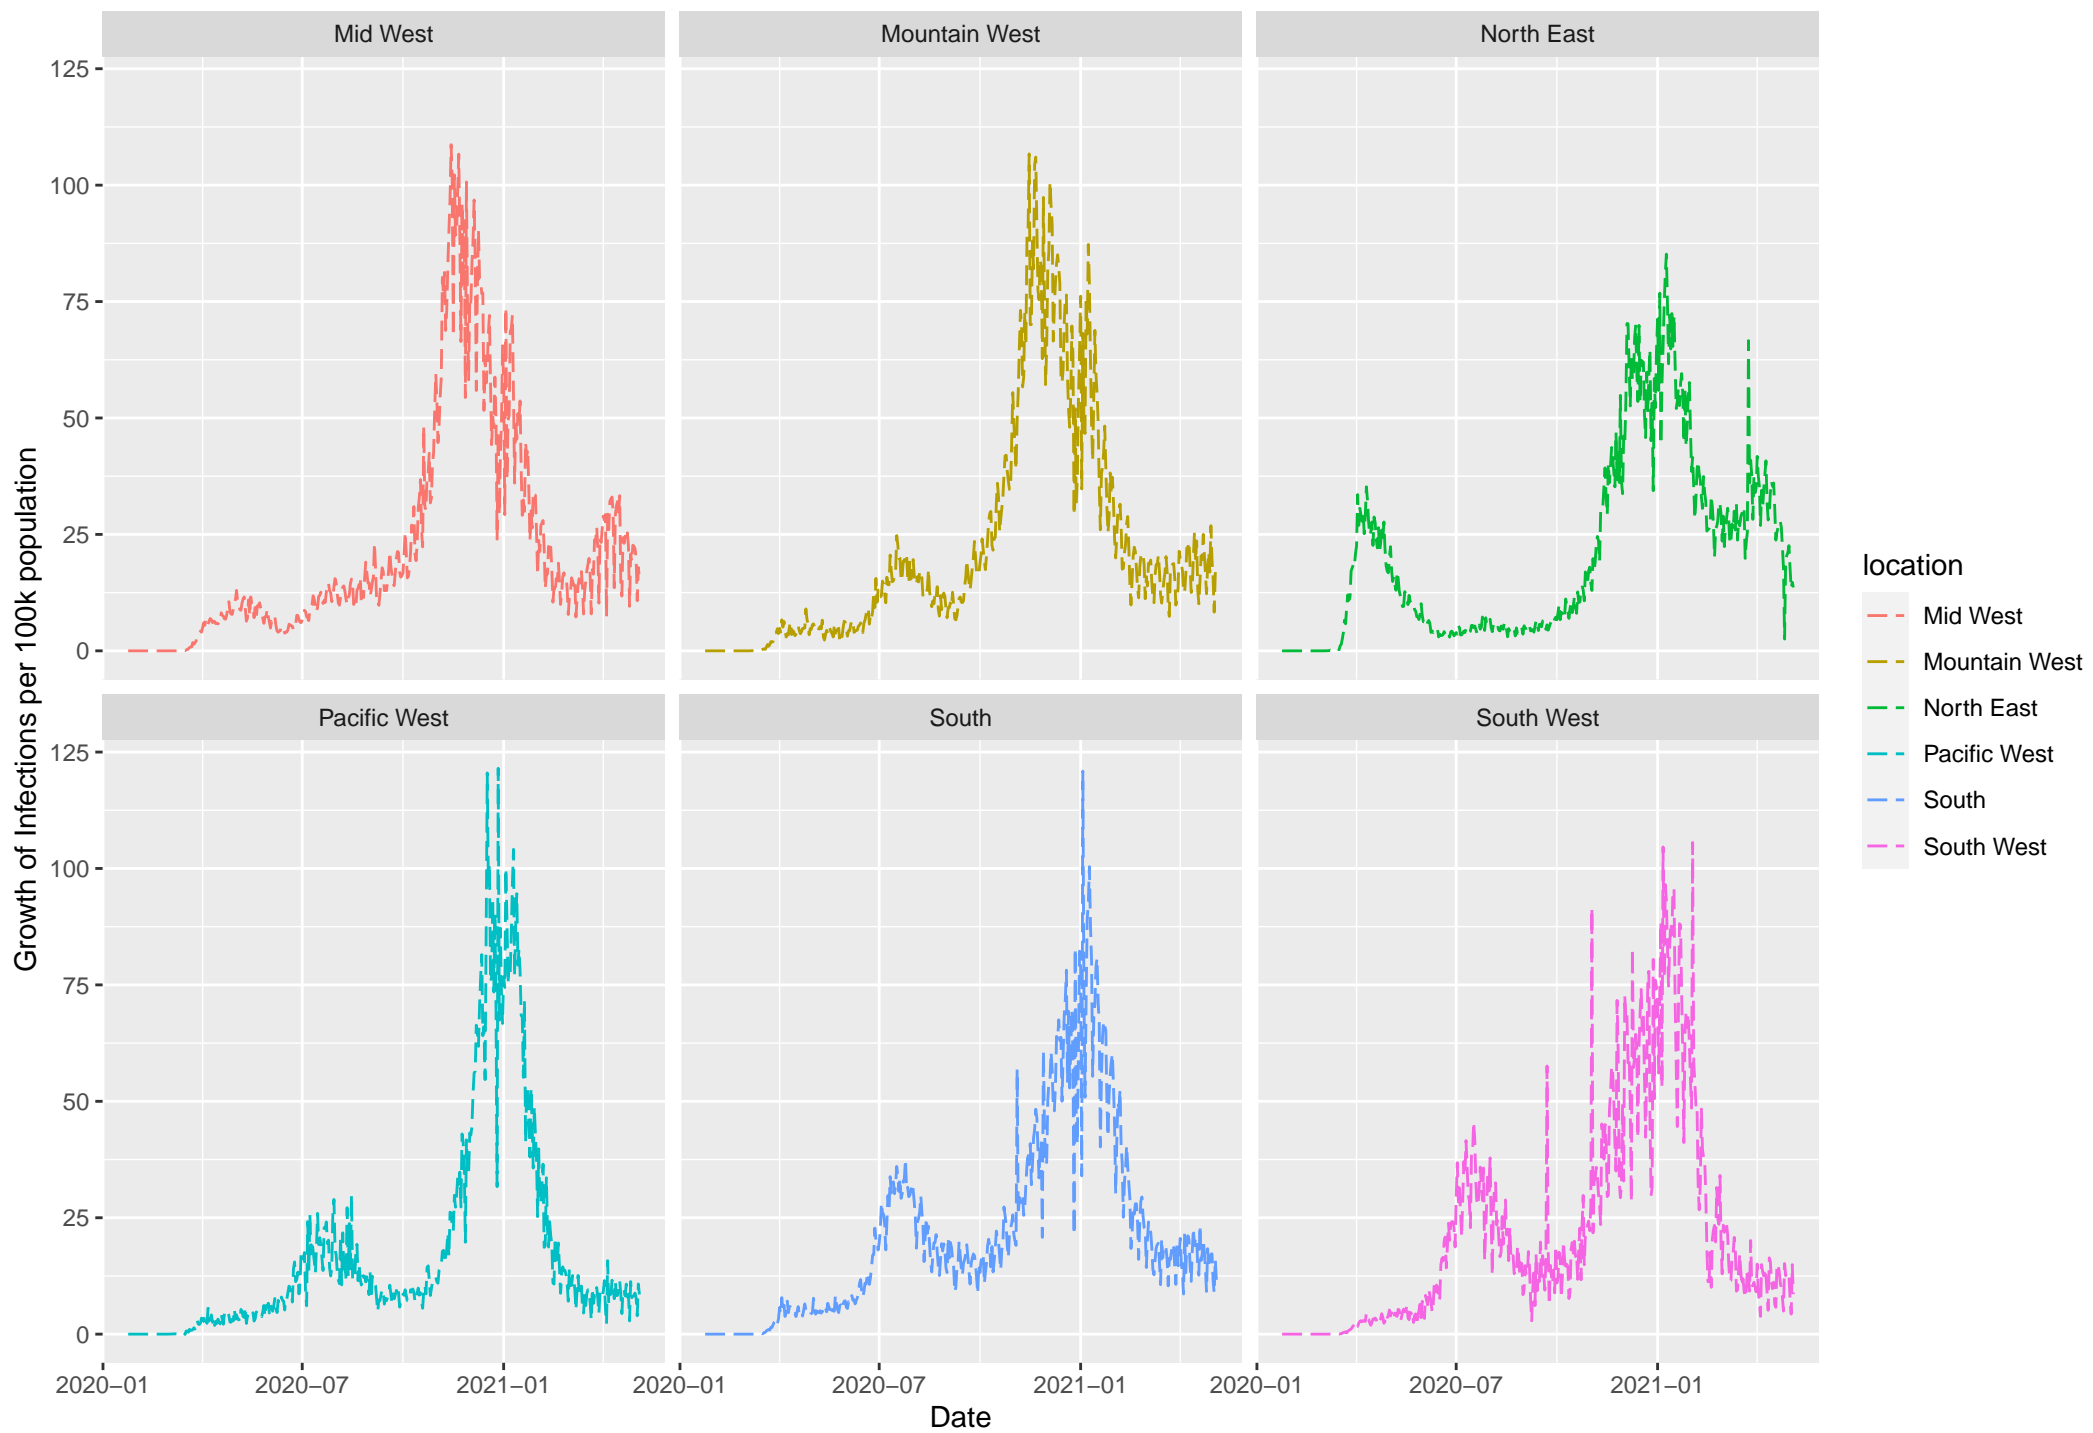 Mid West
Mountain West
North East
125
100
75
50
25
0
Pacific West
South
South West
125
100
75
50
25
0
2020–01
2020–07
2021–01
2020–01
2020–07
2021–01
2020–01
2020–07
2021–01
Date
Growth of Infections per 100k population
location
Mid West
Mountain West
North East
Pacific West
South
South West